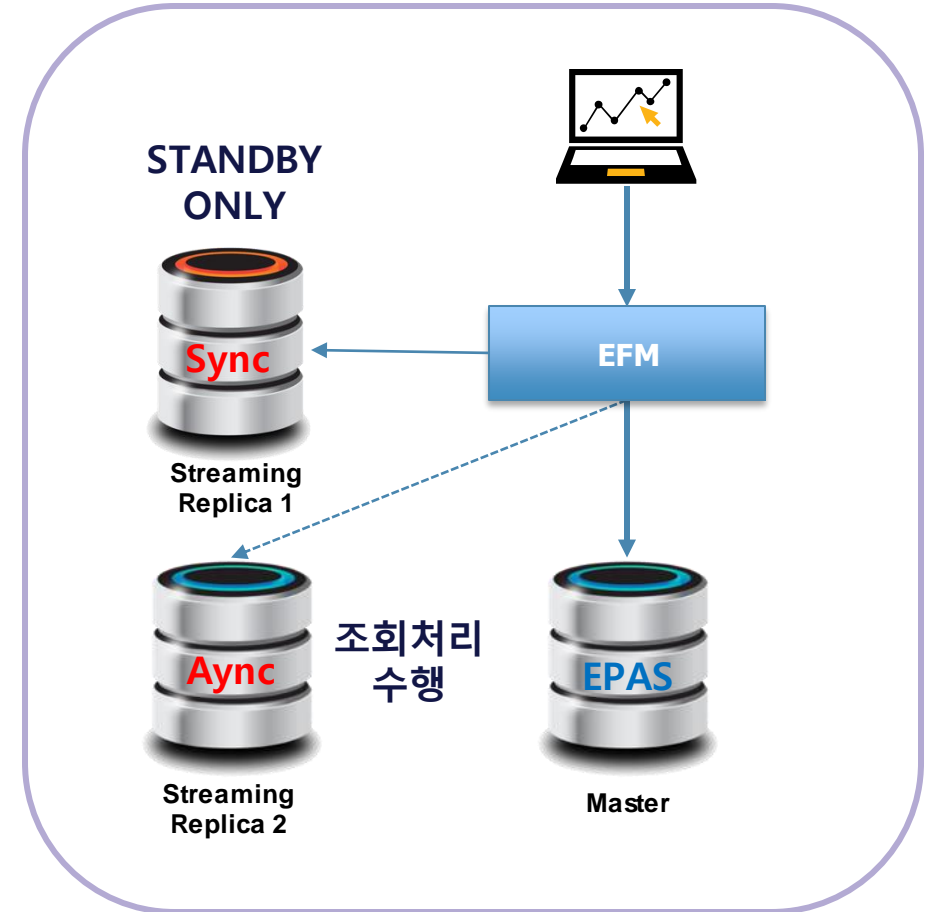 STANDBY
ONLY
EFM
Sync
Streaming
Replica 1
조회처리
수행
Aync
EPAS
Streaming
Replica 2
Master